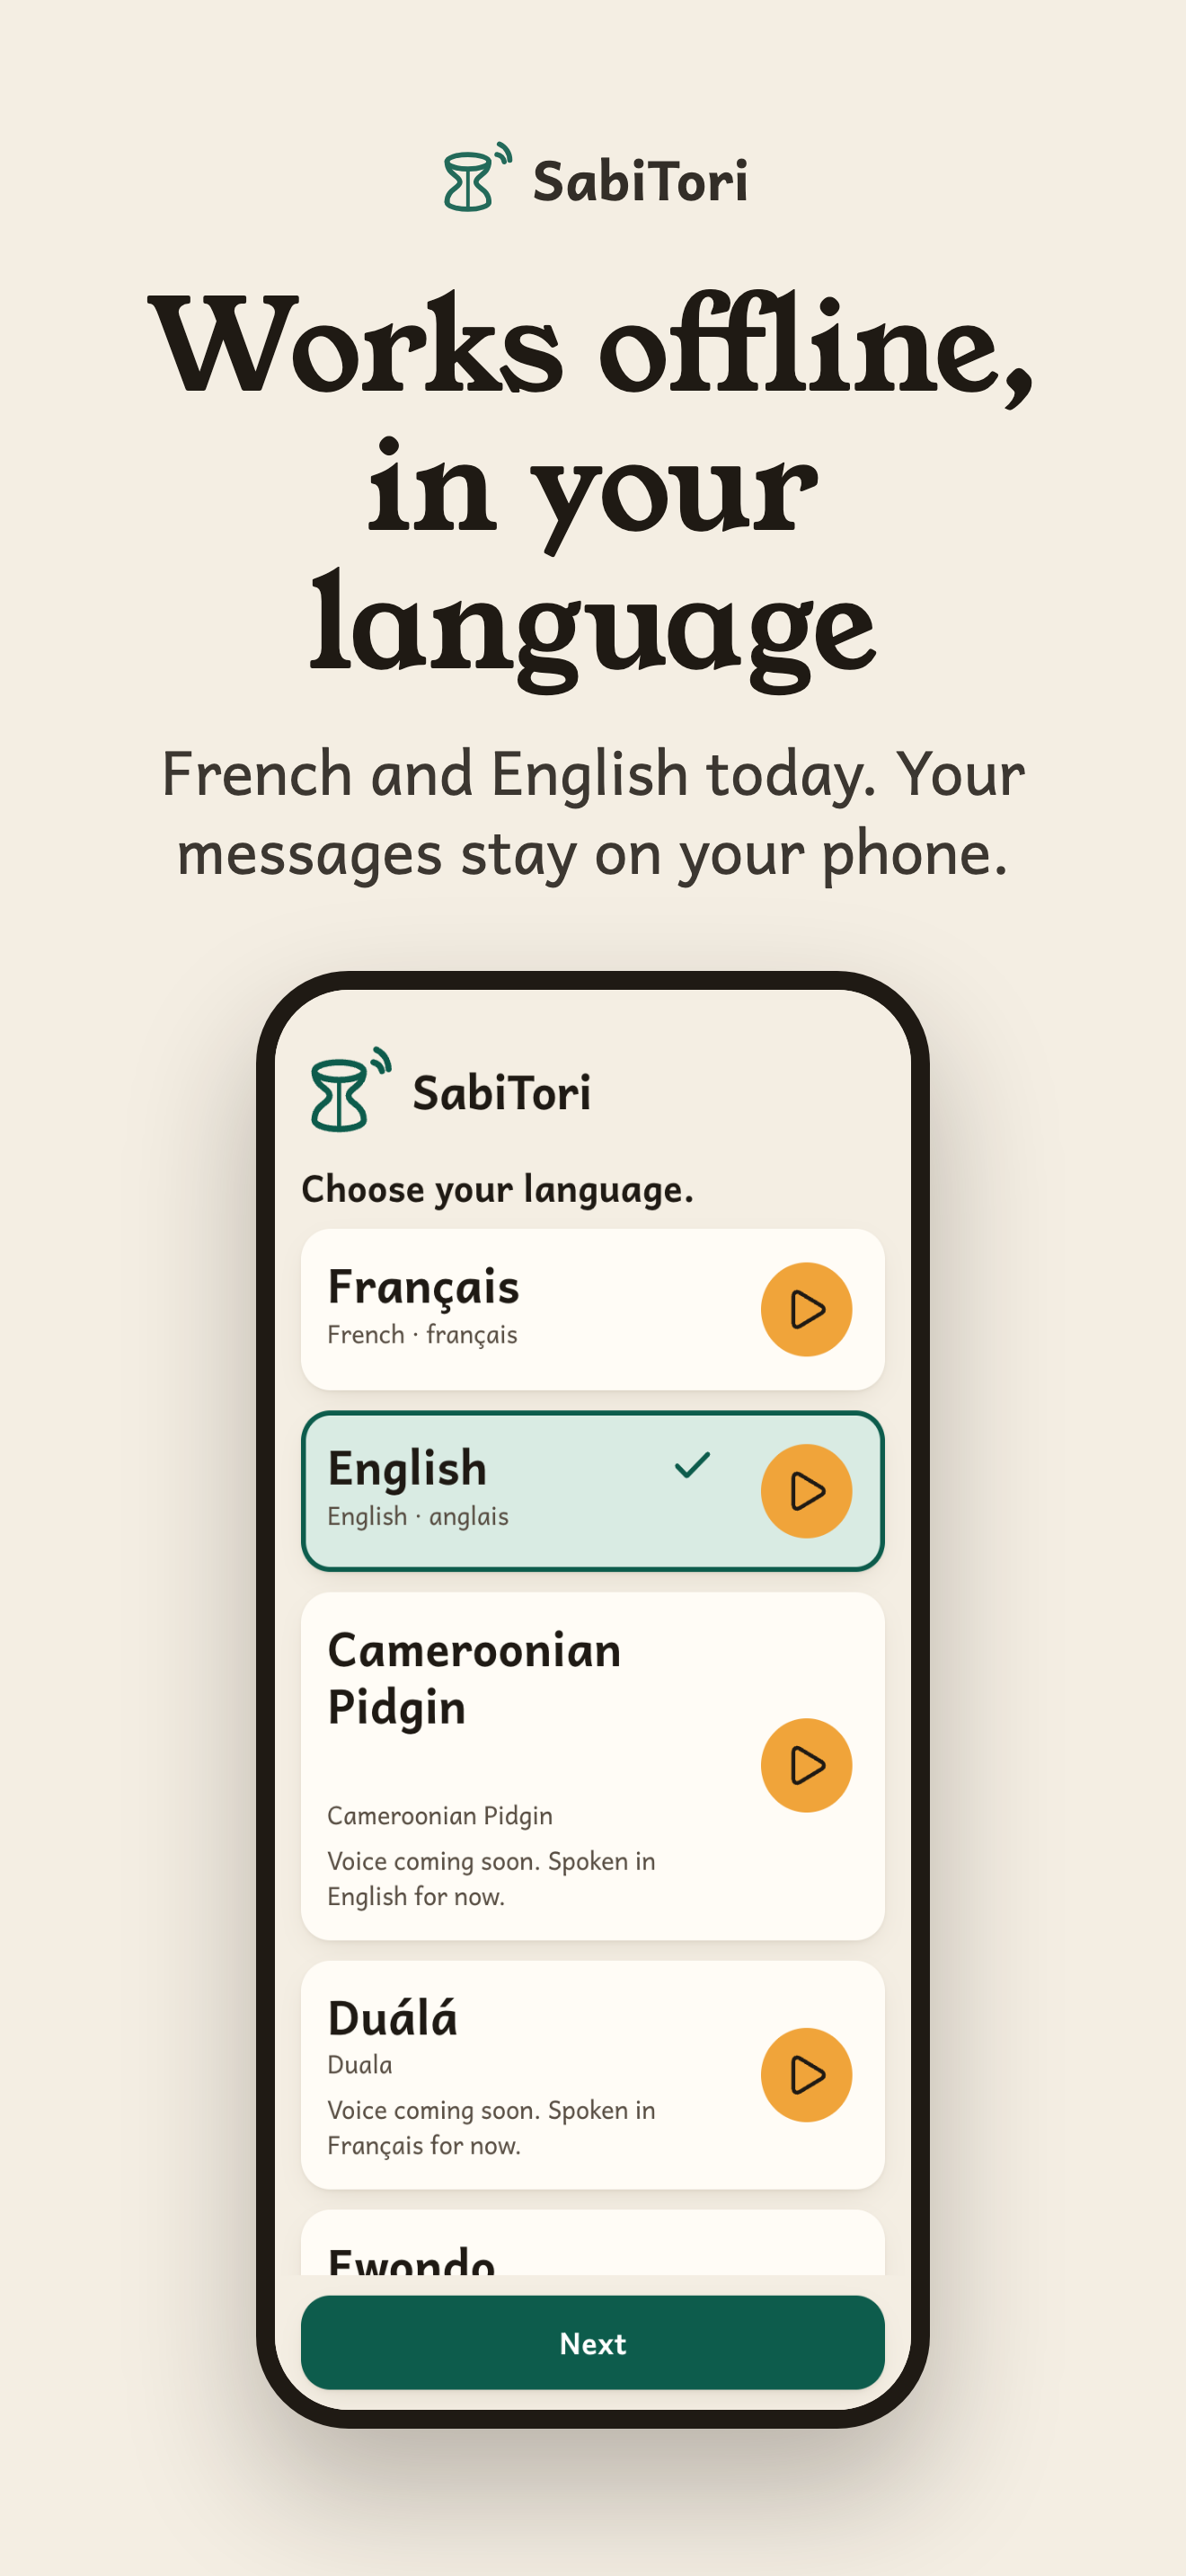 SabiTori
Works offline,
in your
language
French and English today. Your
messages stay on your phone.
SabiTori
Choose your language.
Français
French · français
English
English · anglais
Cameroonian
Pidgin
Cameroonian Pidgin
Voice coming soon. Spoken in
English for now.
Duálá
Duala
Voice coming soon. Spoken in
Français for now.
Ewondo
Next